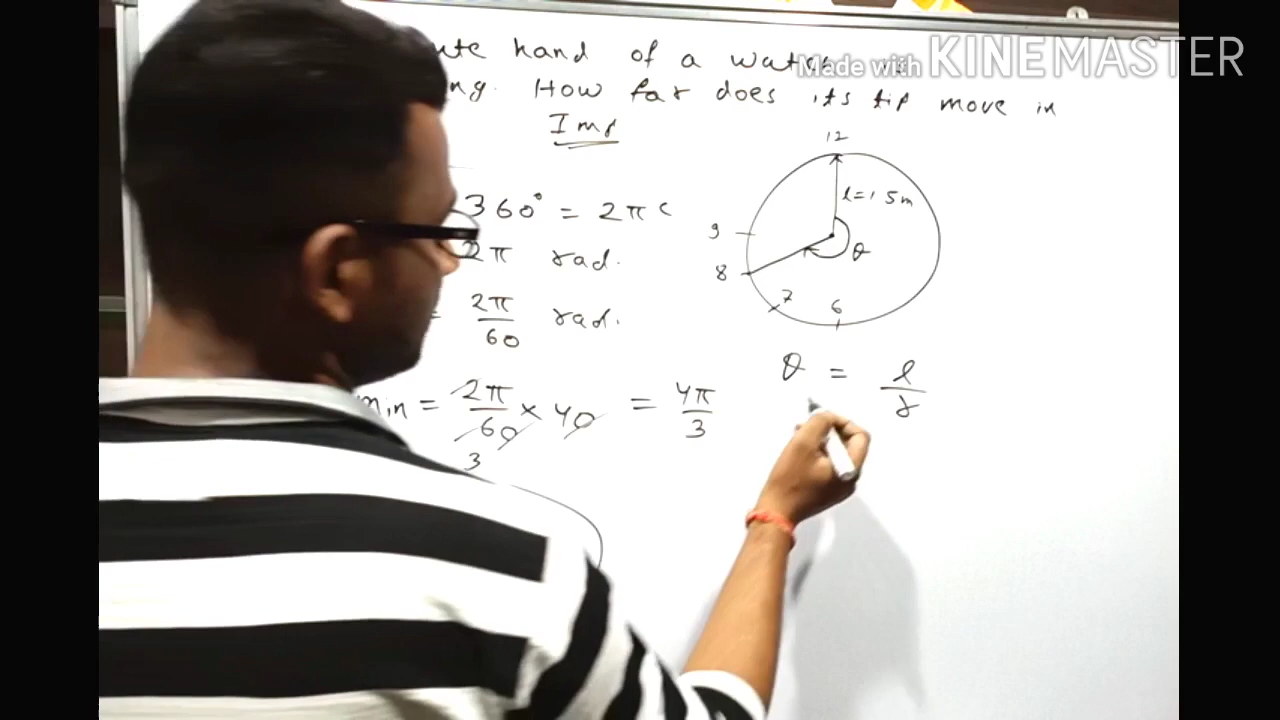 ute hand of a watch
ng. How far does its tip move in
Imp
360° = 2πc
2π rad.
= 2π/60 rad.
min = 2π/60 × 40 = 4π/3
3
12
l=1.5m
9
θ
8
7
6
θ = l/r
Made with KINEMASTER